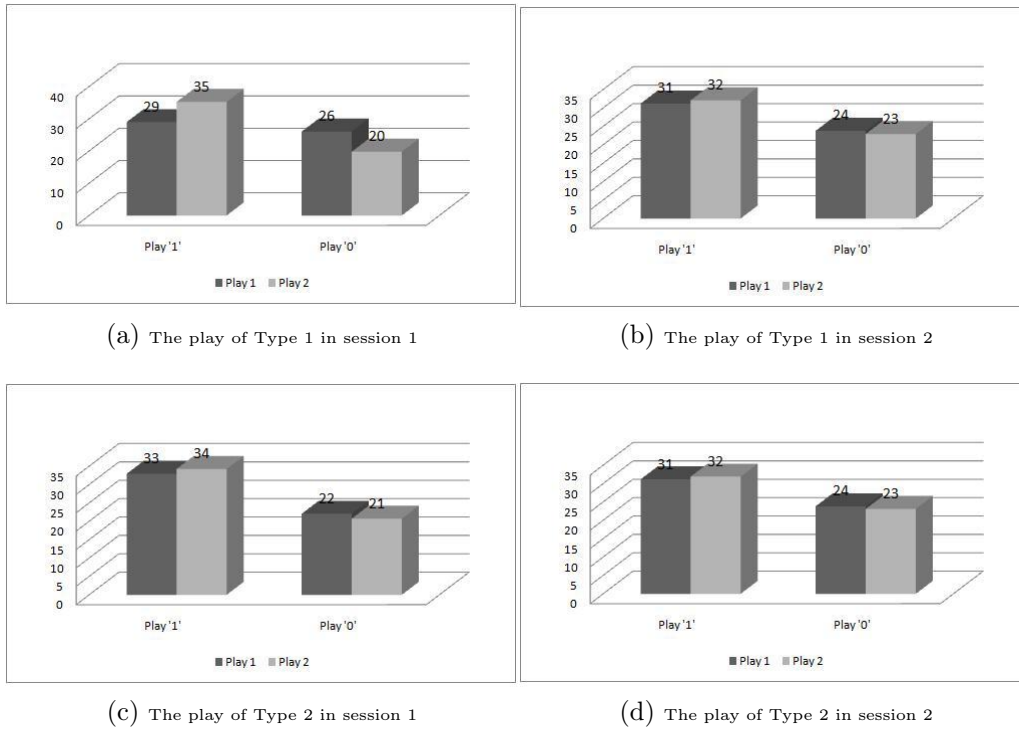 40
30
20
10
0
29
35
26
20
Play '1'
Play '0'
Play 1
Play 2
(a) The play of Type 1 in session 1
35
30
25
20
15
10
5
0
31
32
24
23
Play '1'
Play '0'
Play 1
Play 2
(b) The play of Type 1 in session 2
35
30
25
20
15
10
5
0
33
34
22
21
Play '1'
Play '0'
Play 1
Play 2
(c) The play of Type 2 in session 1
35
30
25
20
15
10
5
0
31
32
24
23
Play '1'
Play '0'
Play 1
Play 2
(d) The play of Type 2 in session 2